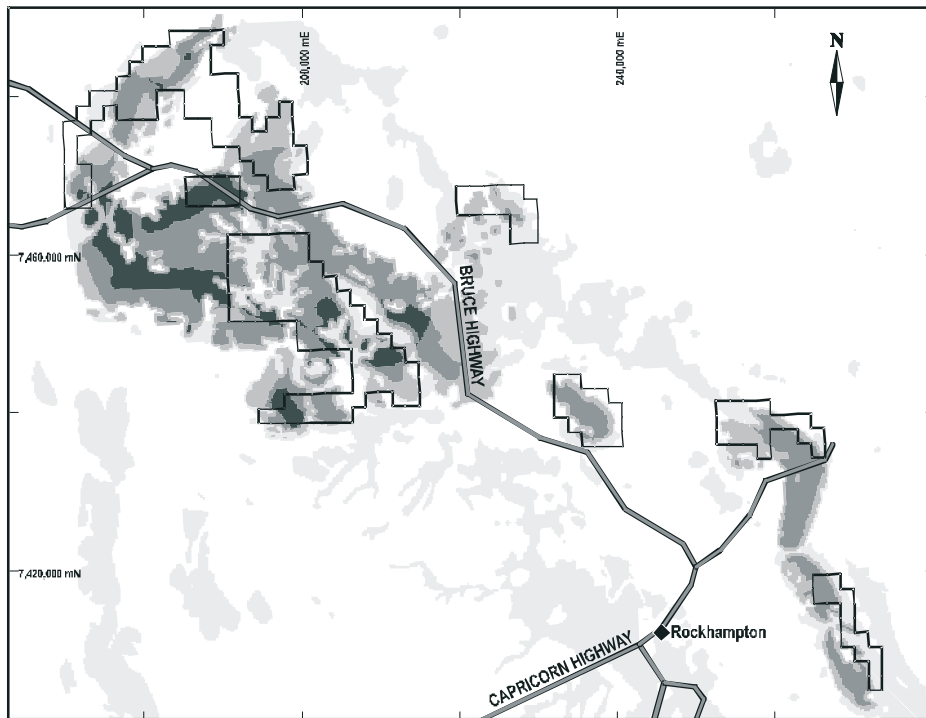 200,000 mE
240,000 mE
N
7,460,000 mN
BRUCE HIGHWAY
7,420,000 mN
Rockhampton
CAPRICORN HIGHWAY